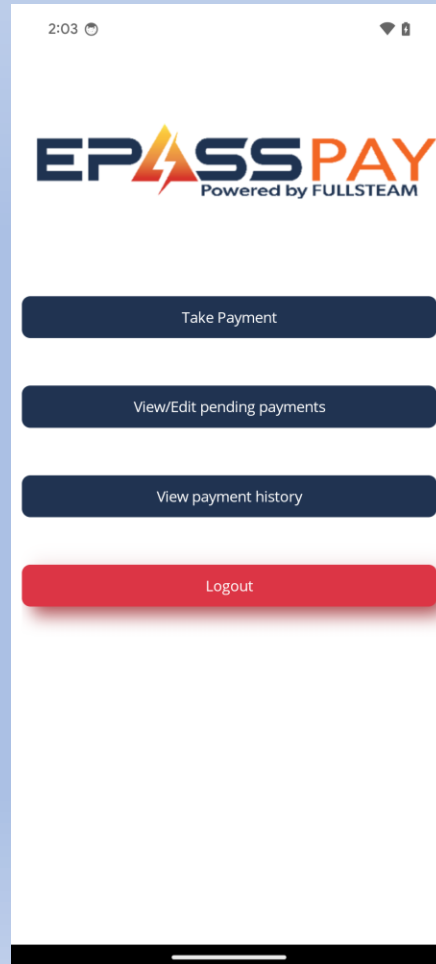 2:03
EPASSPAY
Powered by FULLSTEAM
Take Payment
View/Edit pending payments
View payment history
Logout